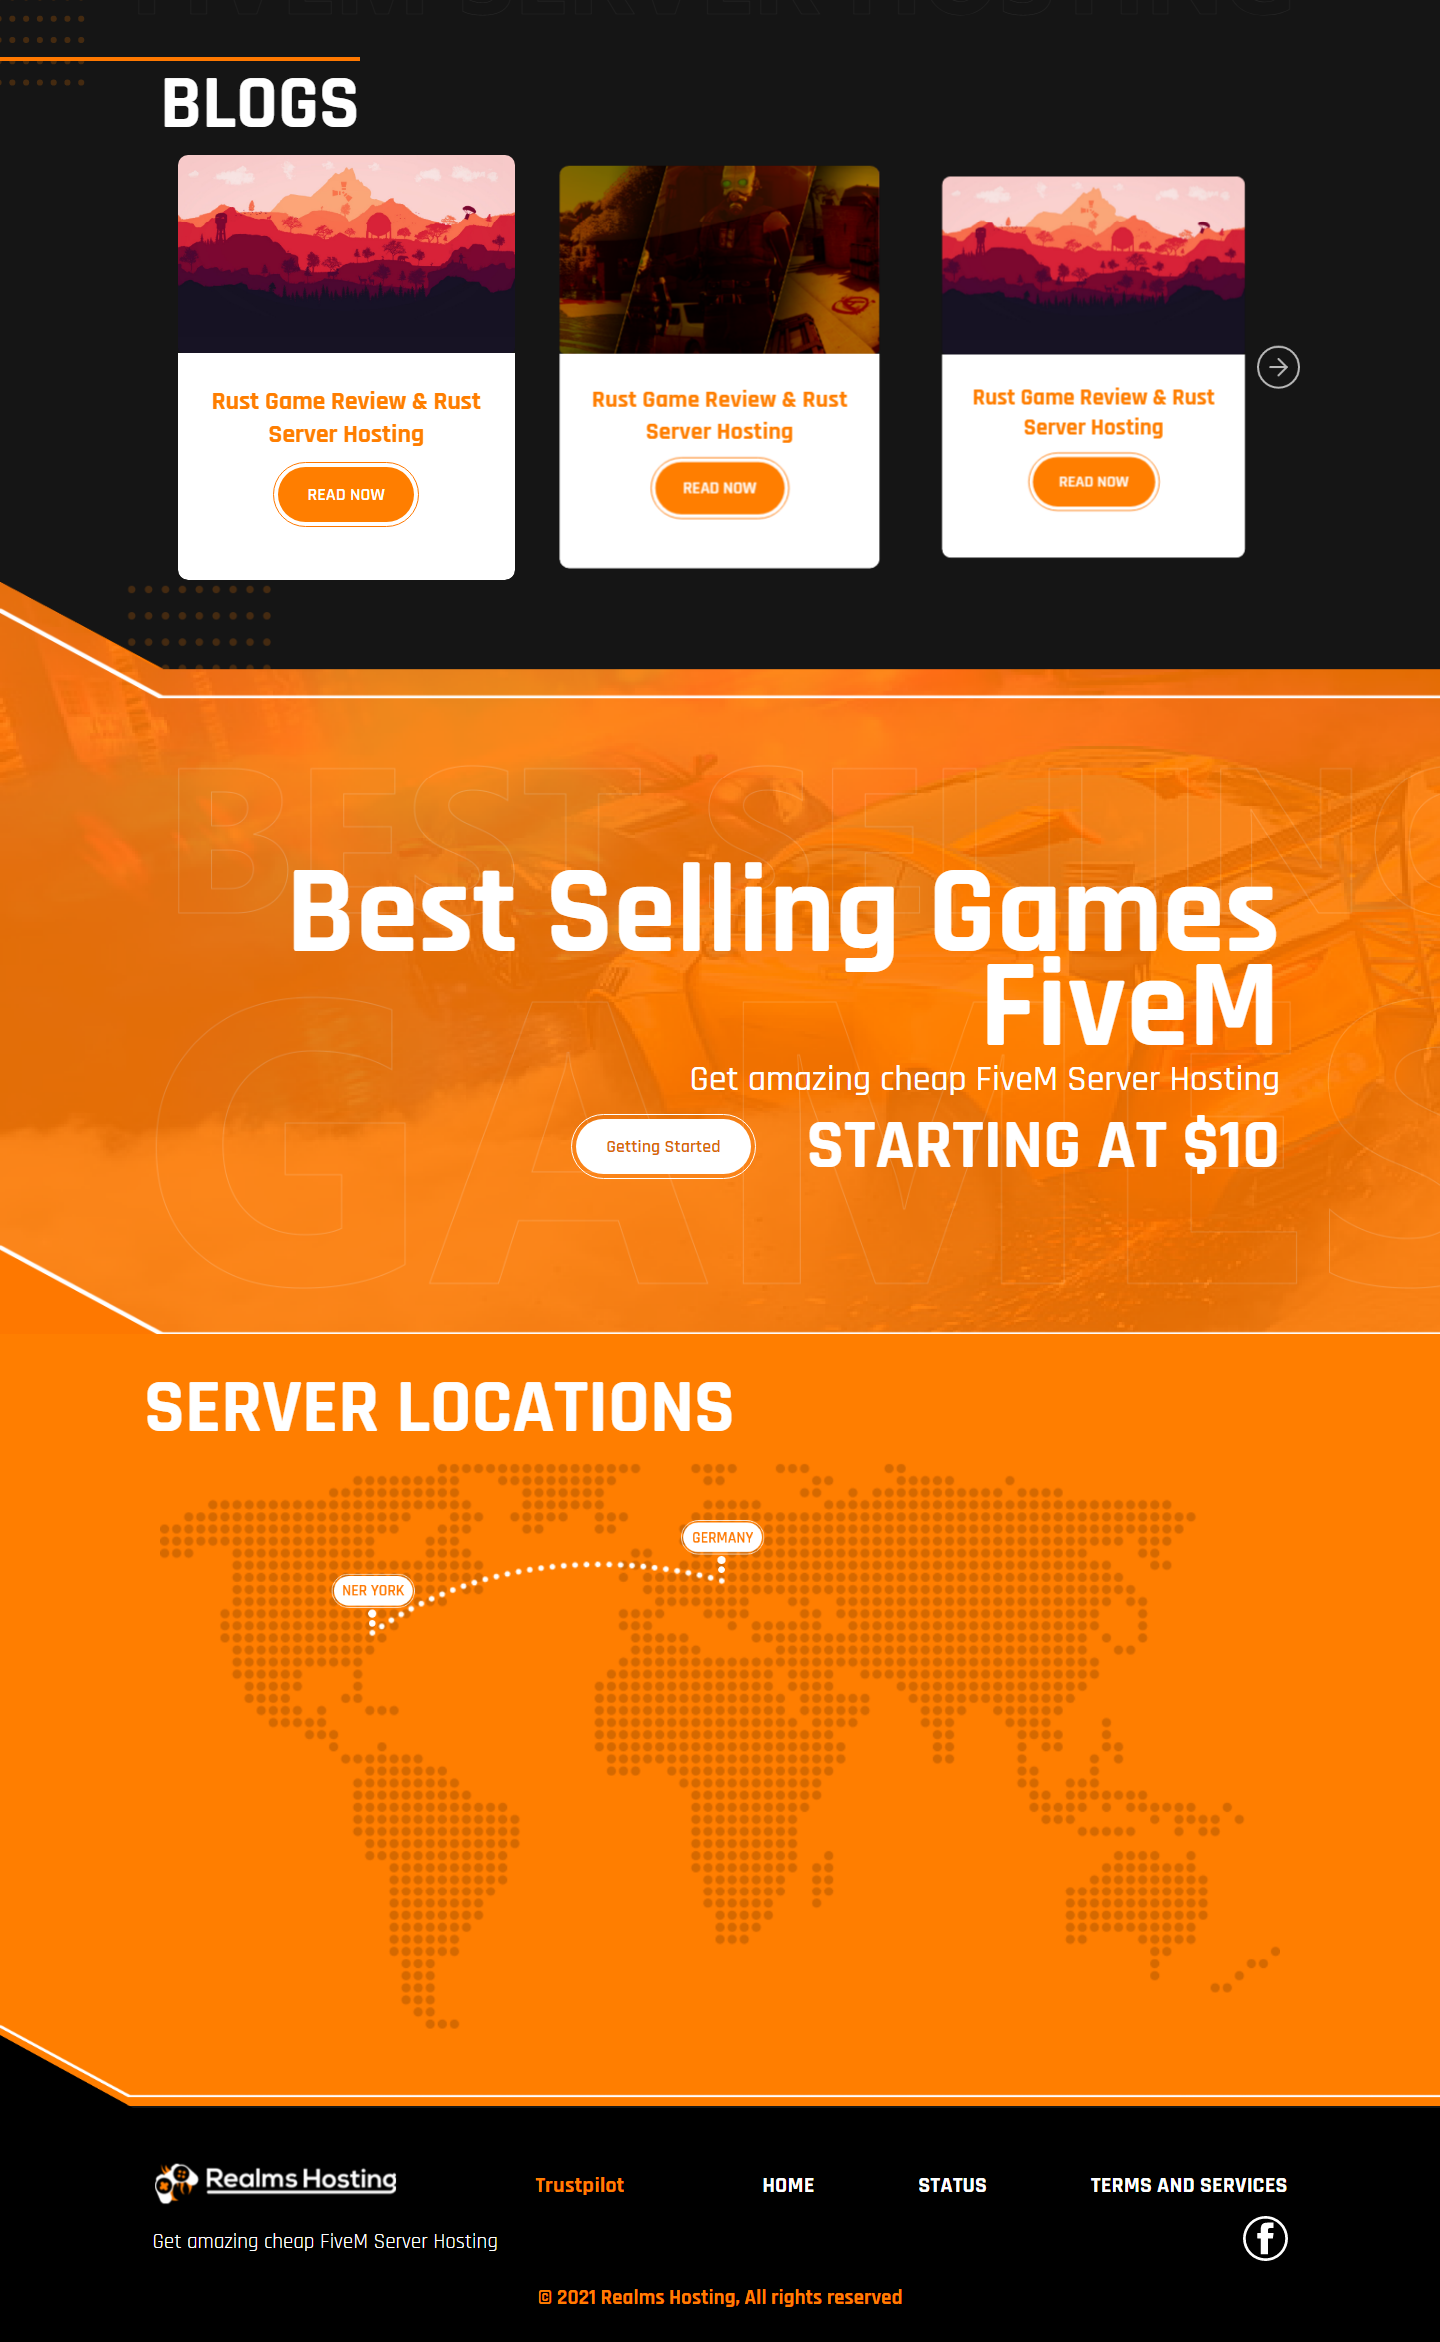 FIVEM SERVER HOSTING
BLOGS
Rust Game Review & Rust
Server Hosting
READ NOW
Rust Game Review & Rust
Server Hosting
READ NOW
Rust Game Review & Rust
Server Hosting
READ NOW
BEST SELLING
GAMES
Best Selling Games
FiveM
Get amazing cheap FiveM Server Hosting
Getting Started
STARTING AT $10
SERVER LOCATIONS
GERMANY
NER YORK
Realms Hosting
Trustpilot
HOME
STATUS
TERMS AND SERVICES
Get amazing cheap FiveM Server Hosting
© 2021 Realms Hosting, All rights reserved